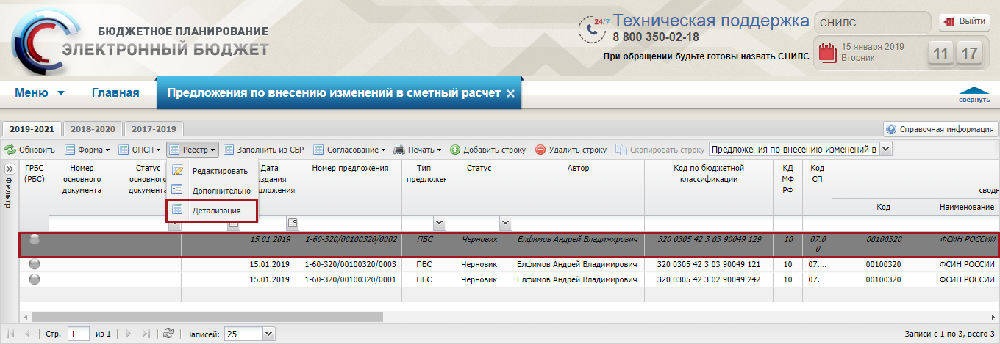 БЮДЖЕТНОЕ ПЛАНИРОВАНИЕ
ЭЛЕКТРОННЫЙ БЮДЖЕТ
24/7 Техническая поддержка
8 800 350-02-18
При обращении будьте готовы назвать СНИЛС
СНИЛС
Выйти
15 января 2019
Вторник
11 17
Меню Главная Предложения по внесению изменений в сметный расчет
свернуть
2019-2021 2018-2020 2017-2019
Справочная информация
Обновить Форма ОПСП Реестр Заполнить из СБР Согласование Печать Добавить строку Удалить строку Скопировать строку Предложения по внесению изменений в
Редактировать
Дополнительно
Детализация
Фильтр
ГРБС
(РБС)
Номер
основного
документа
Статус
основного
документа
Дата
создания
предложения
Номер предложения
Тип
предложен
Статус
Автор
Код по бюджетной
классификации
КД
МФ
РФ
Код
СП
сводн
Код
Наименование
15.01.2019 1-60-320/00100320/0002 ПБС Черновик Елфимов Андрей Владимирович 320 0305 42 3 03 90049 129 10 07.0
0 00100320 ФСИН РОССИИ
15.01.2019 1-60-320/00100320/0003 ПБС Черновик Елфимов Андрей Владимирович 320 0305 42 3 03 90049 121 10 07.... 00100320 ФСИН РОССИИ
15.01.2019 1-60-320/00100320/0001 ПБС Черновик Елфимов Андрей Владимирович 320 0305 42 3 02 90049 242 10 07.... 00100320 ФСИН РОССИИ
Стр. 1 из 1 Записей: 25
Записи с 1 по 3, всего 3